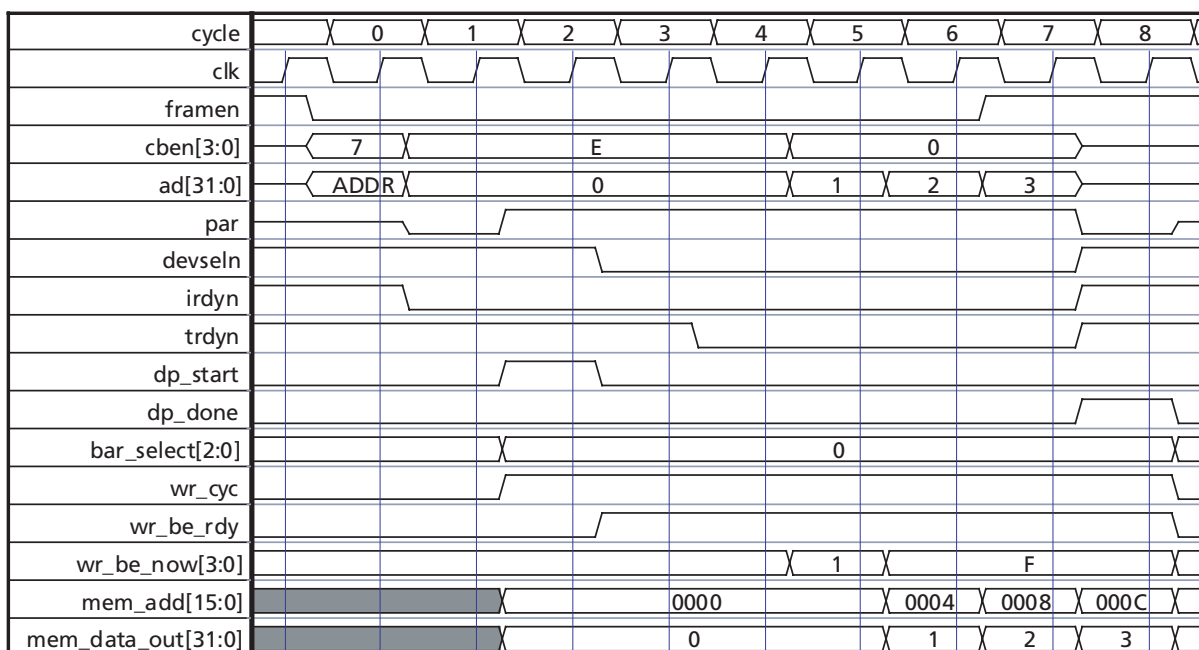 cycle 0 1 2 3 4 5 6 7 8
clk
framen
cben[3:0] 7 E 0
ad[31:0] ADDR 0 1 2 3
par
devseln
irdyn
trdyn
dp_start
dp_done
bar_select[2:0] 0
wr_cyc
wr_be_rdy
wr_be_now[3:0] 1 F
mem_add[15:0] 0000 0004 0008 000C
mem_data_out[31:0] 0 1 2 3